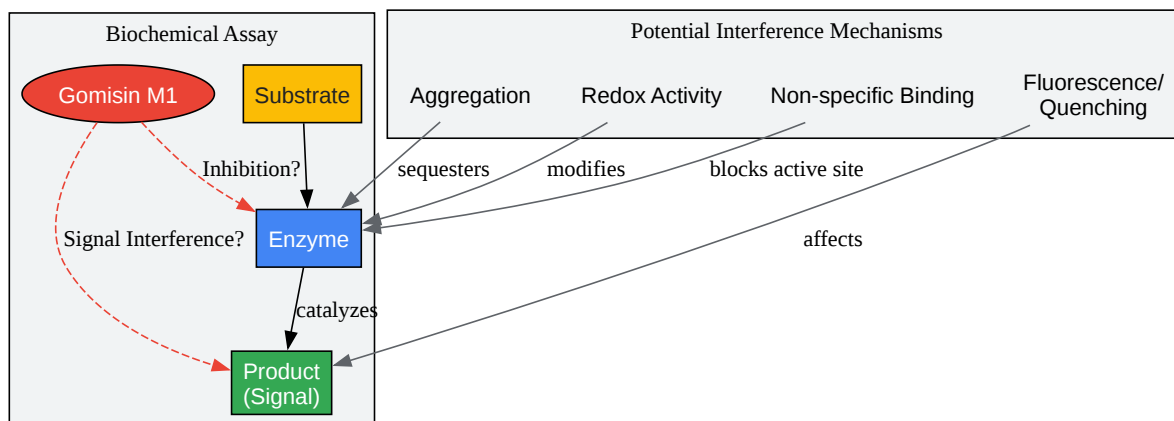 Biochemical Assay
Potential Interference Mechanisms
Gomisin M1
Substrate
Aggregation
Redox Activity
Non-specific Binding
Fluorescence/
Quenching
Inhibition?
sequesters
modifies
blocks active site
Signal Interference?
Enzyme
affects
catalyzes
Product
(Signal)